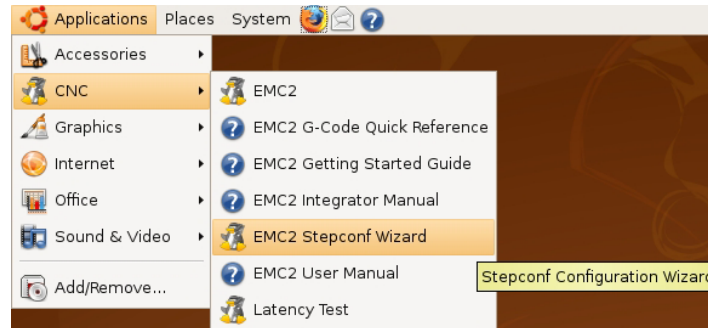 Applications Places System
Accessories
CNC
Graphics
Internet
Office
Sound & Video
Add/Remove...
EMC2
EMC2 G-Code Quick Reference
EMC2 Getting Started Guide
EMC2 Integrator Manual
EMC2 Stepconf Wizard
EMC2 User Manual
Latency Test
Stepconf Configuration Wizard